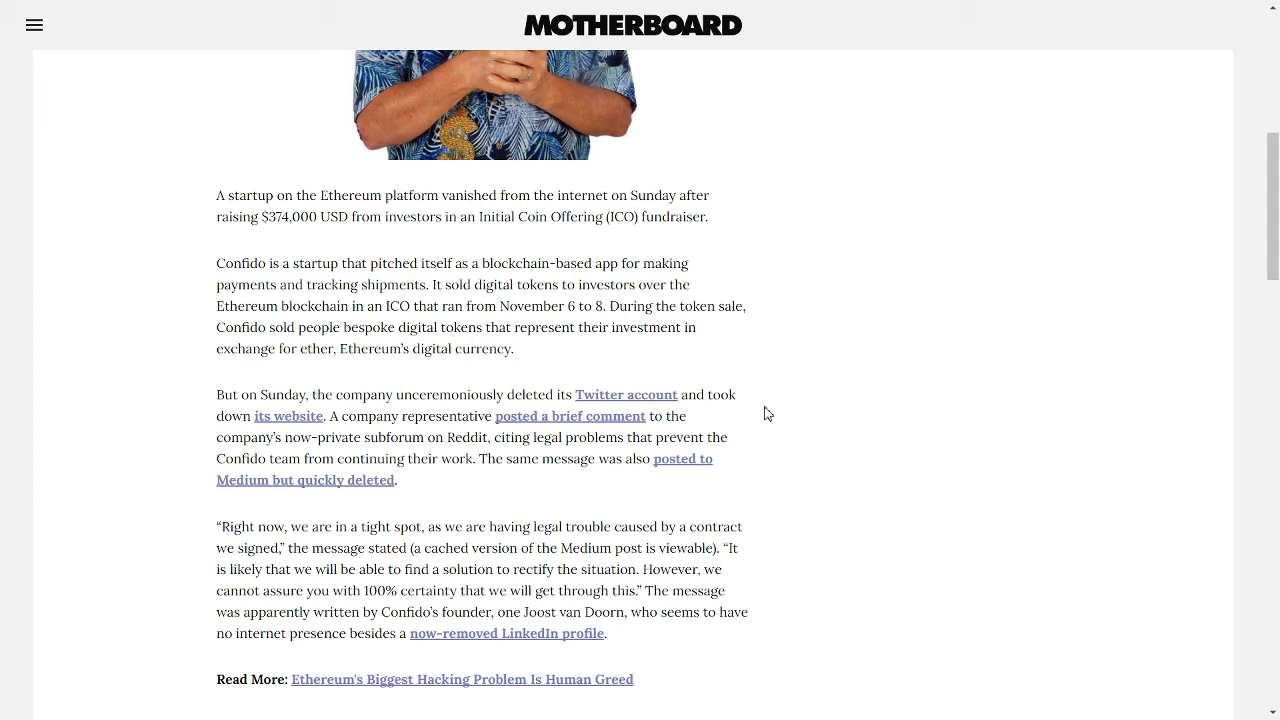 MOTHERBOARD
A startup on the Ethereum platform vanished from the internet on Sunday after
raising $374,000 USD from investors in an Initial Coin Offering (ICO) fundraiser.
Confido is a startup that pitched itself as a blockchain-based app for making
payments and tracking shipments. It sold digital tokens to investors over the
Ethereum blockchain in an ICO that ran from November 6 to 8. During the token sale,
Confido sold people bespoke digital tokens that represent their investment in
exchange for ether, Ethereum’s digital currency.
But on Sunday, the company unceremoniously deleted its Twitter account and took
down its website. A company representative posted a brief comment to the
company’s now-private subforum on Reddit, citing legal problems that prevent the
Confido team from continuing their work. The same message was also posted to
Medium but quickly deleted.
“Right now, we are in a tight spot, as we are having legal trouble caused by a contract
we signed,” the message stated (a cached version of the Medium post is viewable). “It
is likely that we will be able to find a solution to rectify the situation. However, we
cannot assure you with 100% certainty that we will get through this.” The message
was apparently written by Confido’s founder, one Joost van Doorn, who seems to have
no internet presence besides a now-removed LinkedIn profile.
Read More: Ethereum's Biggest Hacking Problem Is Human Greed